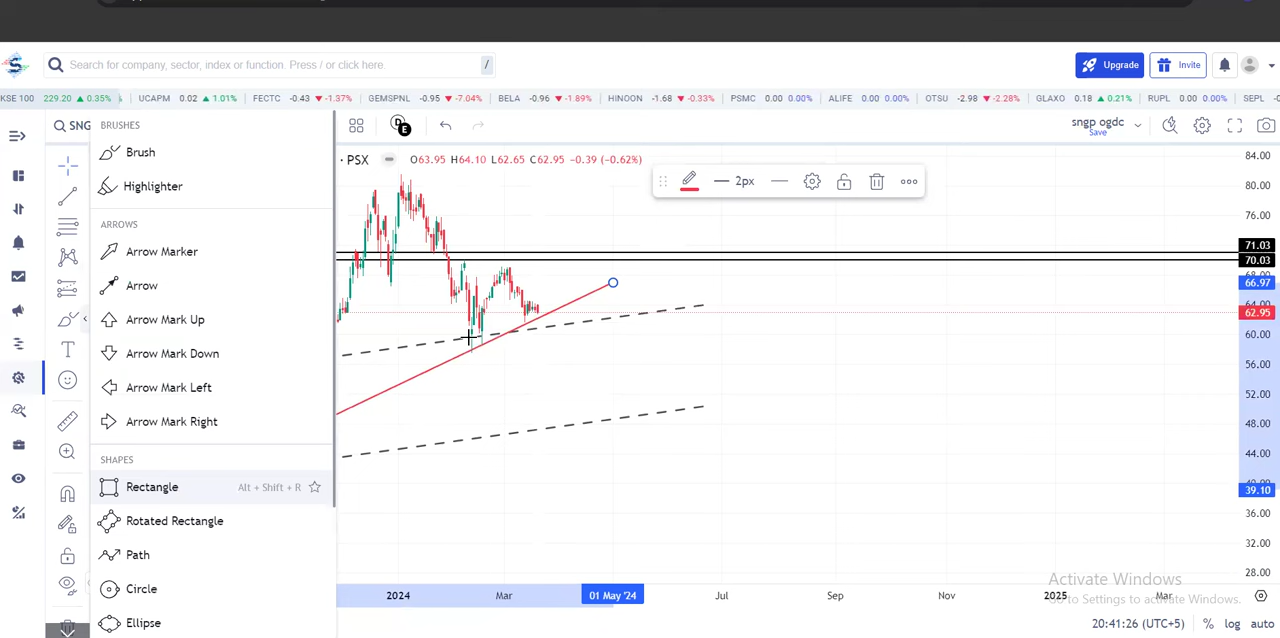 Search for company, sector, index or function. Press / or click here.
/
Upgrade
Invite
KSE 100 229.20 ▲ 0.35% UCAPM 0.02 ▲ 1.01% FECTC -0.43 ▼ -1.37% GEMSPNL -0.95 ▼ -7.04% BELA -0.96 ▼ -1.89% HINOON -1.68 ▼ -0.33% PSMC 0.00 0.00% ALIFE 0.00 0.00% OTSU -2.98 ▼ -2.28% GLAXO 0.18 ▲ 0.21% RUPL 0.00 0.00% SEPL
SNG
BRUSHES
D
E
sngp ogdc
Save
Brush
Highlighter
ARROWS
Arrow Marker
Arrow
Arrow Mark Up
Arrow Mark Down
Arrow Mark Left
Arrow Mark Right
SHAPES
Rectangle Alt + Shift + R
Rotated Rectangle
Path
Circle
Ellipse
· PSX O63.95 H64.10 L62.65 C62.95 -0.39 (-0.62%)
2px
84.00
80.00
76.00
71.03
70.03
68.00
66.97
64.00
62.95
60.00
56.00
52.00
48.00
44.00
40.00
39.10
36.00
32.00
28.00
2024 Mar 01 May '24 Jul Sep Nov 2025 Mar
Activate Windows
Go to Settings to activate Windows.
20:41:26 (UTC+5) % log auto